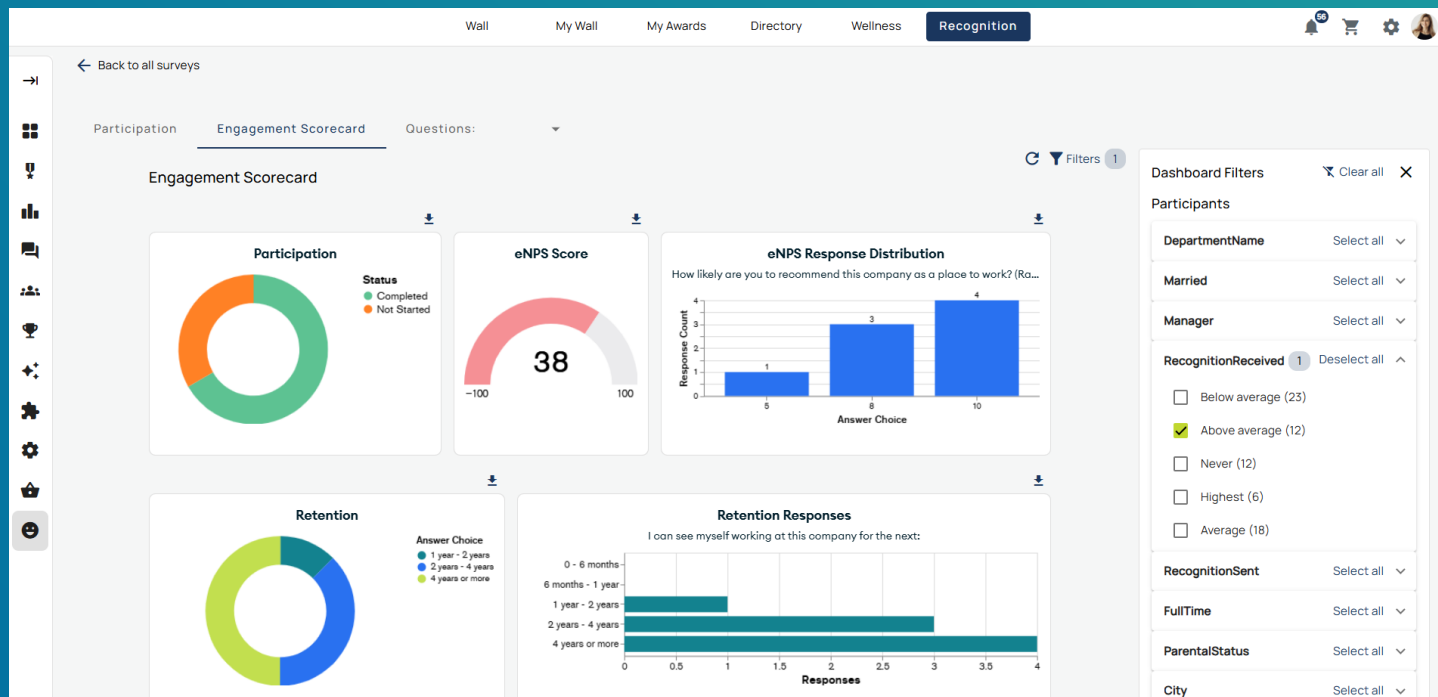 Wall My Wall My Awards Directory Wellness Recognition 56
Back to all surveys
Participation Engagement Scorecard Questions:
Filters 1
Engagement Scorecard
Participation
Status
Completed
Not Started
eNPS Score
38
−100 100
eNPS Response Distribution
How likely are you to recommend this company as a place to work? (Ra...
Response Count
4
3
2
1
0
1
3
4
5 8 10
Answer Choice
Retention
Answer Choice
1 year - 2 years
2 years - 4 years
4 years or more
Retention Responses
I can see myself working at this company for the next:
0 - 6 months
6 months - 1 year
1 year - 2 years
2 years - 4 years
4 years or more
0 0.5 1 1.5 2 2.5 3 3.5 4
Responses
Dashboard Filters Clear all
Participants
DepartmentName Select all
Married Select all
Manager Select all
RecognitionReceived 1 Deselect all
Below average (23)
Above average (12)
Never (12)
Highest (6)
Average (18)
RecognitionSent Select all
FullTime Select all
ParentalStatus Select all
City Select all